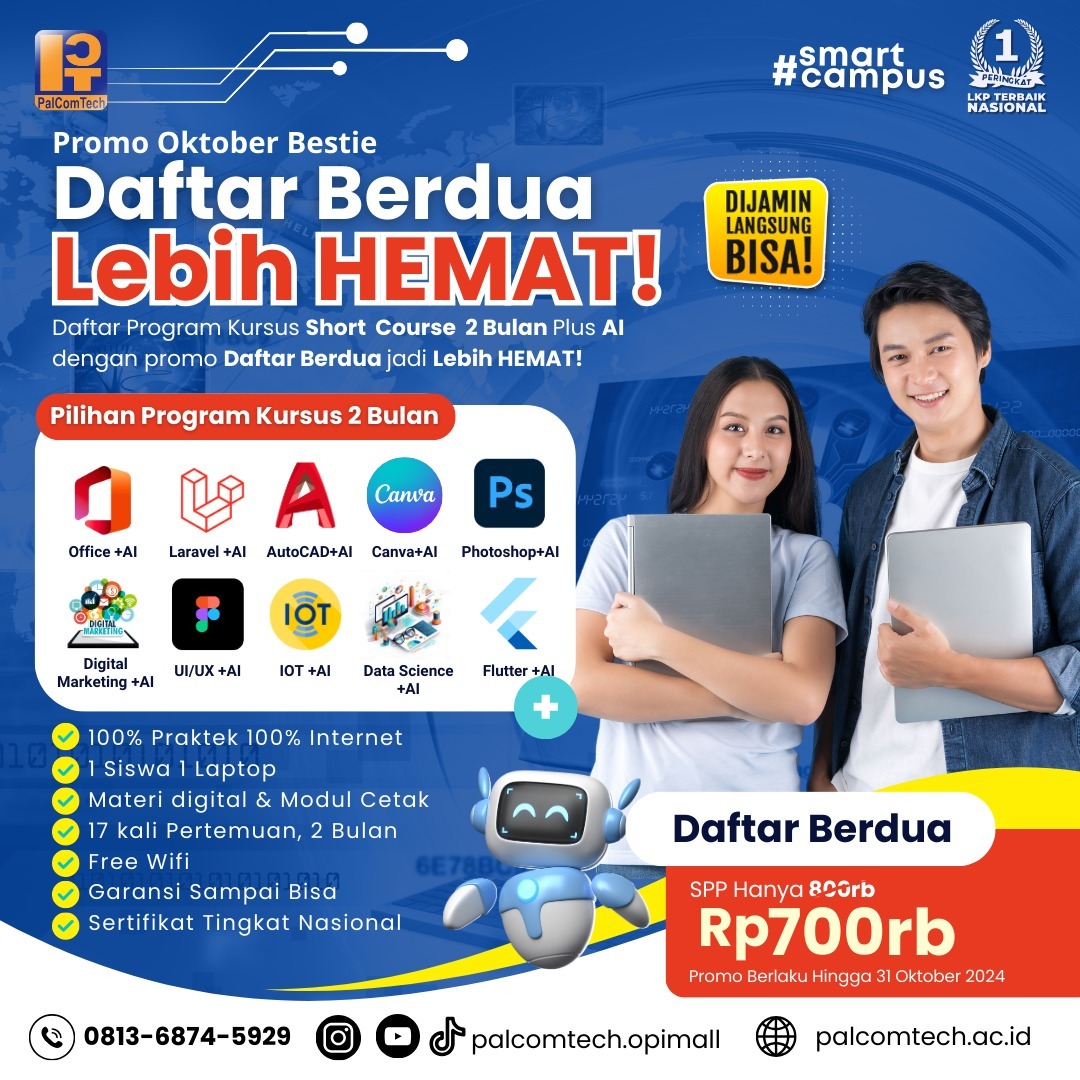 PalComTech
#smart
campus
1
PERINGKAT
LKP TERBAIK
NASIONAL
Promo Oktober Bestie
Daftar Berdua
Lebih HEMAT!
Daftar Program Kursus Short Course 2 Bulan Plus AI
dengan promo Daftar Berdua jadi Lebih HEMAT!
DIJAMIN
LANGSUNG
BISA!
Pilihan Program Kursus 2 Bulan
Canva
Ps
Office +AI
Laravel +AI
AutoCAD+AI
Canva+AI
Photoshop+AI
DIGITAL
MARKETING
IOT
Digital
Marketing +AI
UI/UX +AI
IOT +AI
Data Science
+AI
Flutter +AI
100% Praktek 100% Internet
1 Siswa 1 Laptop
Materi digital & Modul Cetak
17 kali Pertemuan, 2 Bulan
Free Wifi
Garansi Sampai Bisa
Sertifikat Tingkat Nasional
Daftar Berdua
SPP Hanya 800rb
Rp700rb
Promo Berlaku Hingga 31 Oktober 2024
0813-6874-5929
palcomtech.opimall
palcomtech.ac.id